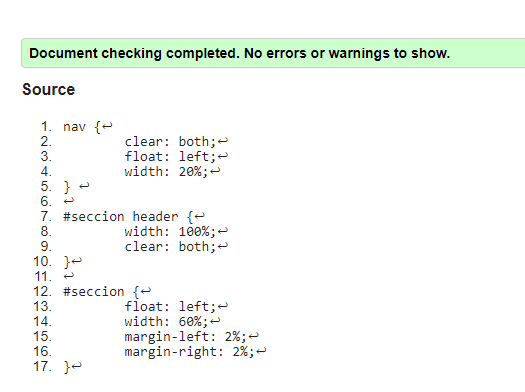 Document checking completed. No errors or warnings to show.
Source
1. nav {↩
2. clear: both;↩
3. float: left;↩
4. width: 20%;↩
5. } ↩
6. ↩
7. #seccion header {↩
8. width: 100%;↩
9. clear: both;↩
10. }↩
11. ↩
12. #seccion {↩
13. float: left;↩
14. width: 60%;↩
15. margin-left: 2%;↩
16. margin-right: 2%;↩
17. }↩